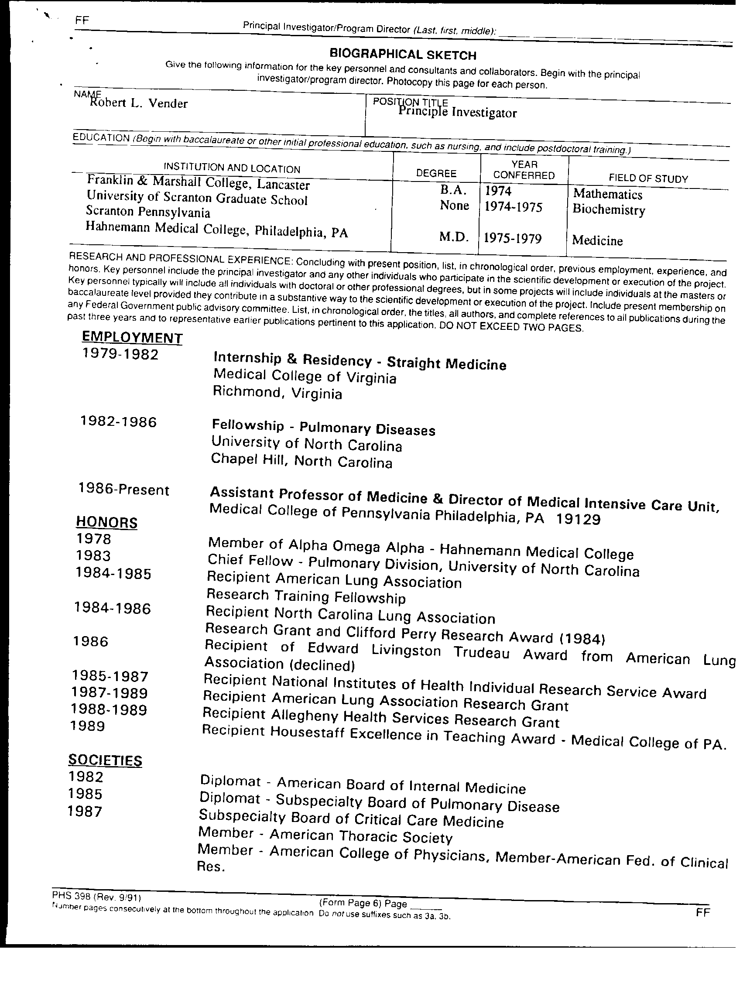 FF
Principal Investigator/Program Director (Last, first, middle):
BIOGRAPHICAL SKETCH
Give the following information for the key personnel and consultants and collaborators. Begin with the principal
investigator/program director. Photocopy this page for each person.
NAME
Robert L. Vender
POSITION TITLE
Principle Investigator
EDUCATION (Begin with baccalaureate or other initial professional education, such as nursing, and include postdoctoral training.)
INSTITUTION AND LOCATION DEGREE YEAR CONFERRED FIELD OF STUDY
Franklin & Marshall College, Lancaster B.A. 1974 Mathematics
University of Scranton Graduate School None 1974-1975 Biochemistry
Scranton Pennsylvania
Hahnemann Medical College, Philadelphia, PA M.D. 1975-1979 Medicine
RESEARCH AND PROFESSIONAL EXPERIENCE: Concluding with present position, list, in chronological order, previous employment, experience, and
honors. Key personnel include the principal investigator and any other individuals who participate in the scientific development or execution of the project.
Key personnel typically will include all individuals with doctoral or other professional degrees, but in some projects will include individuals at the masters or
baccalaureate level provided they contribute in a substantive way to the scientific development or execution of the project. Include present membership on
any Federal Government public advisory committee. List, in chronological order, the titles, all authors, and complete references to all publications during the
past three years and to representative earlier publications pertinent to this application. DO NOT EXCEED TWO PAGES.
EMPLOYMENT
1979-1982 Internship & Residency - Straight Medicine
Medical College of Virginia
Richmond, Virginia
1982-1986 Fellowship - Pulmonary Diseases
University of North Carolina
Chapel Hill, North Carolina
1986-Present Assistant Professor of Medicine & Director of Medical Intensive Care Unit,
Medical College of Pennsylvania Philadelphia, PA 19129
HONORS
1978 Member of Alpha Omega Alpha - Hahnemann Medical College
1983 Chief Fellow - Pulmonary Division, University of North Carolina
1984-1985 Recipient American Lung Association
Research Training Fellowship
1984-1986 Recipient North Carolina Lung Association
Research Grant and Clifford Perry Research Award (1984)
1986 Recipient of Edward Livingston Trudeau Award from American Lung
Association (declined)
1985-1987 Recipient National Institutes of Health Individual Research Service Award
1987-1989 Recipient American Lung Association Research Grant
1988-1989 Recipient Allegheny Health Services Research Grant
1989 Recipient Housestaff Excellence in Teaching Award - Medical College of PA.
SOCIETIES
1982 Diplomat - American Board of Internal Medicine
1985 Diplomat - Subspecialty Board of Pulmonary Disease
1987 Subspecialty Board of Critical Care Medicine
Member - American Thoracic Society
Member - American College of Physicians, Member-American Fed. of Clinical
Res.
PHS 398 (Rev. 9/91) (Form Page 6) Page
Number pages consecutively at the bottom throughout the application. Do not use suffixes such as 3a, 3b.
FF